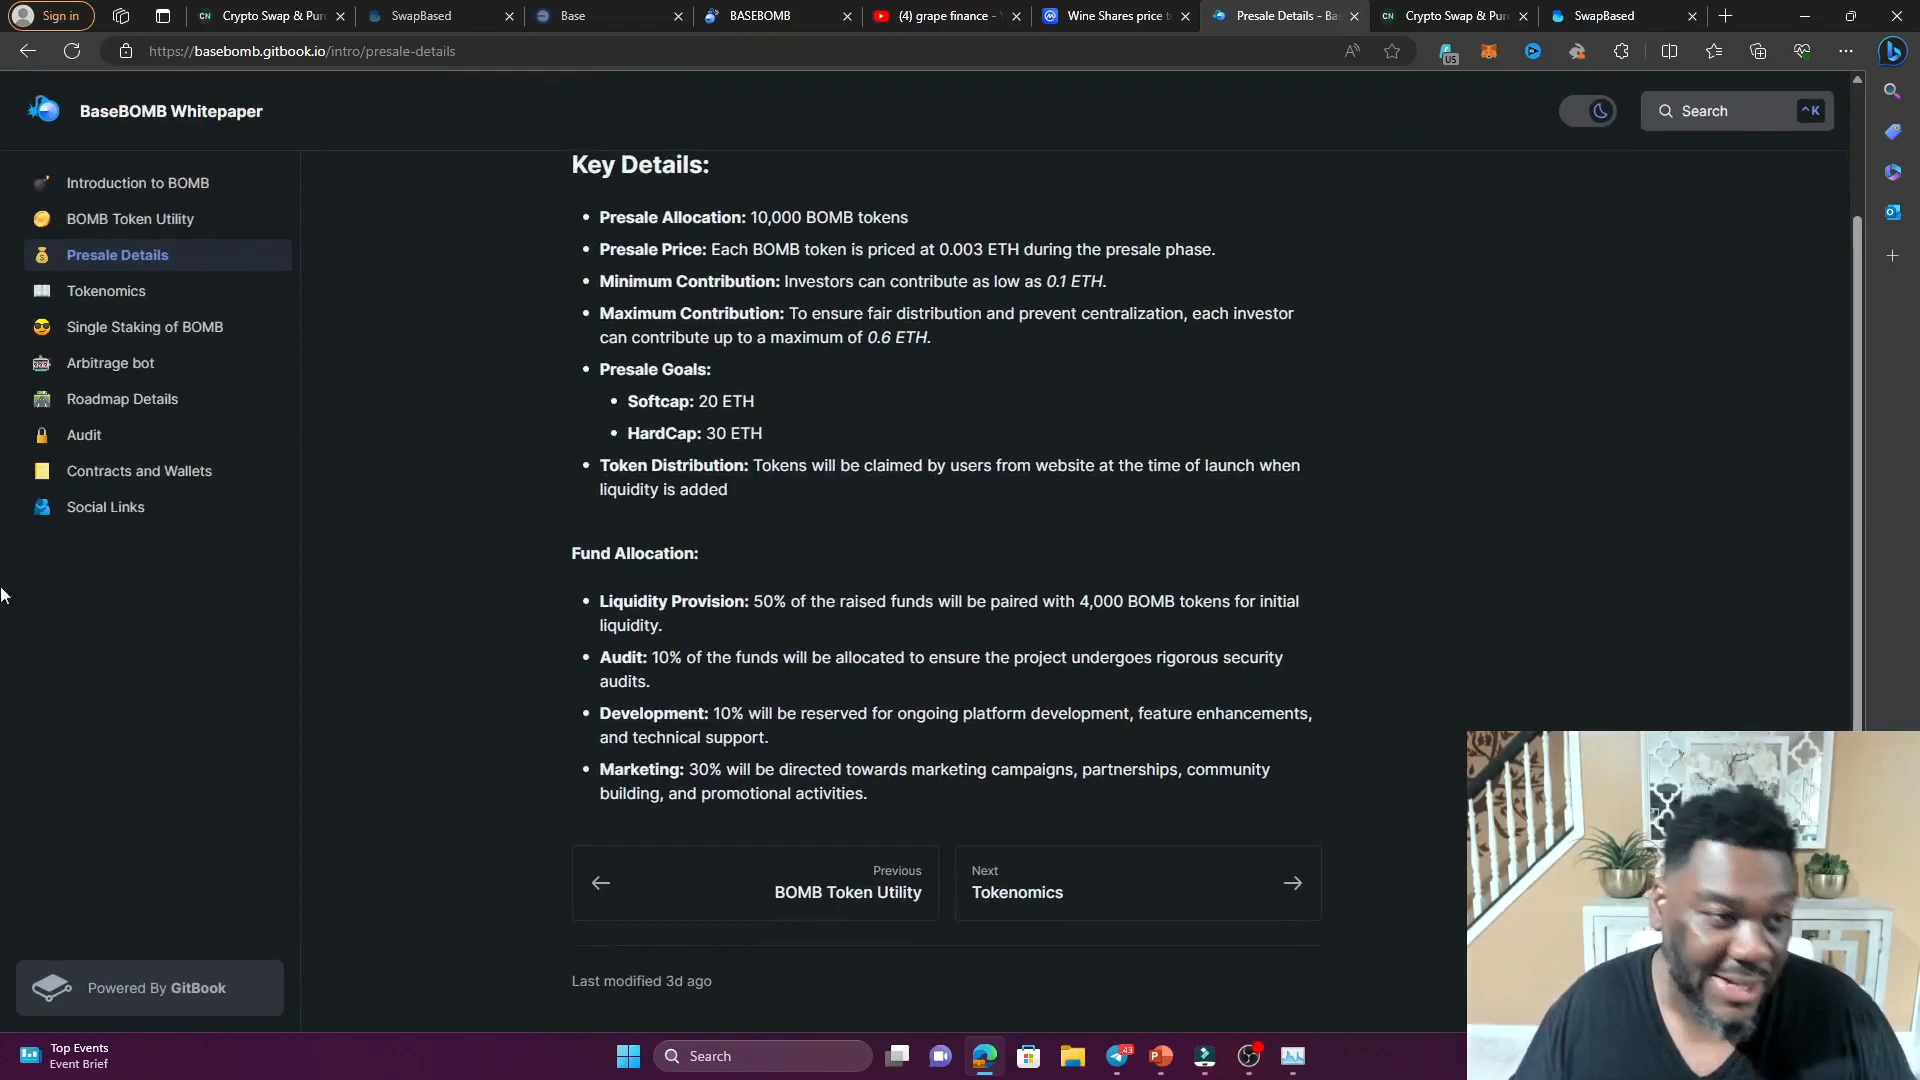 Sign in
Crypto Swap & Pur
SwapBased
Base
BASEBOMB
(4) grape finance -
Wine Shares price t
Presale Details - Ba
Crypto Swap & Pur
SwapBased
https://basebomb.gitbook.io/intro/presale-details
US
BaseBOMB Whitepaper
Search
^K
Introduction to BOMB
BOMB Token Utility
Presale Details
Tokenomics
Single Staking of BOMB
Arbitrage bot
Roadmap Details
Audit
Contracts and Wallets
Social Links
Powered By GitBook
Key Details:
• Presale Allocation: 10,000 BOMB tokens
• Presale Price: Each BOMB token is priced at 0.003 ETH during the presale phase.
• Minimum Contribution: Investors can contribute as low as 0.1 ETH.
• Maximum Contribution: To ensure fair distribution and prevent centralization, each investor
can contribute up to a maximum of 0.6 ETH.
• Presale Goals:
• Softcap: 20 ETH
• HardCap: 30 ETH
• Token Distribution: Tokens will be claimed by users from website at the time of launch when
liquidity is added
Fund Allocation:
• Liquidity Provision: 50% of the raised funds will be paired with 4,000 BOMB tokens for initial
liquidity.
• Audit: 10% of the funds will be allocated to ensure the project undergoes rigorous security
audits.
• Development: 10% will be reserved for ongoing platform development, feature enhancements,
and technical support.
• Marketing: 30% will be directed towards marketing campaigns, partnerships, community
building, and promotional activities.
Previous
BOMB Token Utility
Next
Tokenomics
Last modified 3d ago
Top Events
Event Brief
Search
43